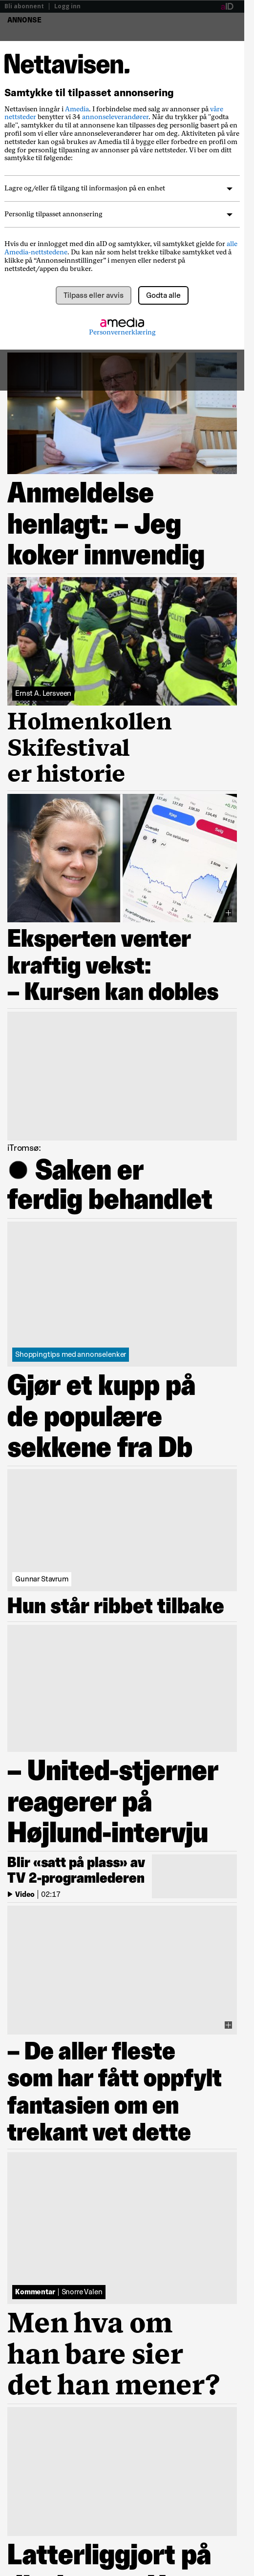 Bli abonnent | Logg inn
aID
ANNONSE
Nettavisen.
Samtykke til tilpasset annonsering
Nettavisen inngår i Amedia. I forbindelse med salg av annonser på våre
nettsteder benytter vi 34 annonseleverandører. Når du trykker på "godta
alle", samtykker du til at annonsene kan tilpasses deg personlig basert på en
profil som vi eller våre annonseleverandører har om deg. Aktiviteten på våre
nettsteder kan også brukes av Amedia til å bygge eller forbedre en profil om
deg for personlig tilpasning av annonser på våre nettsteder. Vi ber om ditt
samtykke til følgende:
Lagre og/eller få tilgang til informasjon på en enhet
Personlig tilpasset annonsering
Hvis du er innlogget med din aID og samtykker, vil samtykket gjelde for alle
Amedia-nettstedene. Du kan når som helst trekke tilbake samtykket ved å
klikke på “Annonseinnstillinger” i menyen eller nederst på
nettstedet/appen du bruker.
Tilpass eller avvis
Godta alle
amedia
Personvernerklæring
Anmeldelse
henlagt: – Jeg
koker innvendig
POLITI
Ernst A. Lersveen
Holmenkollen
Skifestival
er historie
Kjøp
Selg
Eksperten venter
kraftig vekst:
– Kursen kan dobles
iTromsø:
● Saken er
ferdig behandlet
Shoppingtips med annonselenker
Gjør et kupp på
de populære
sekkene fra Db
Gunnar Stavrum
Hun står ribbet tilbake
– United-stjerner
reagerer på
Højlund-intervju
Blir «satt på plass» av
TV 2-programlederen
Video | 02:17
– De aller fleste
som har fått oppfylt
fantasien om en
trekant vet dette
Kommentar | Snorre Valen
Men hva om
han bare sier
det han mener?
Latterliggjort på